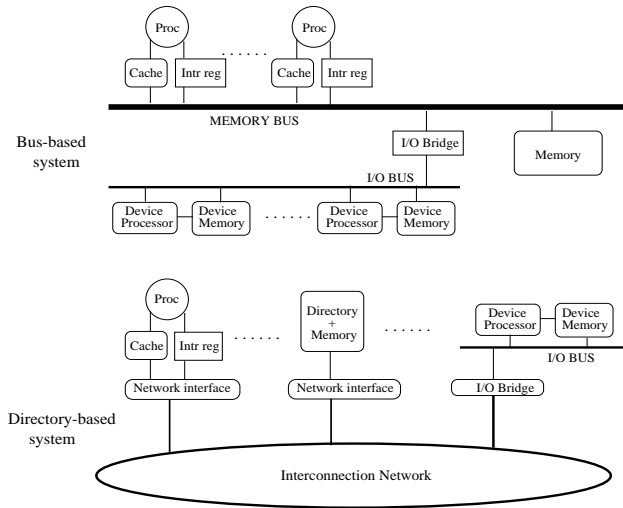 Proc
Proc
Cache
Intr reg
Cache
Intr reg
MEMORY BUS
Bus-based
system
I/O Bridge
Memory
I/O BUS
Device
Processor
Device
Memory
Device
Processor
Device
Memory
Proc
Directory
+
Memory
Device
Processor
Device
Memory
Cache
Intr reg
I/O BUS
Network interface
Network interface
I/O Bridge
Directory-based
system
Interconnection Network